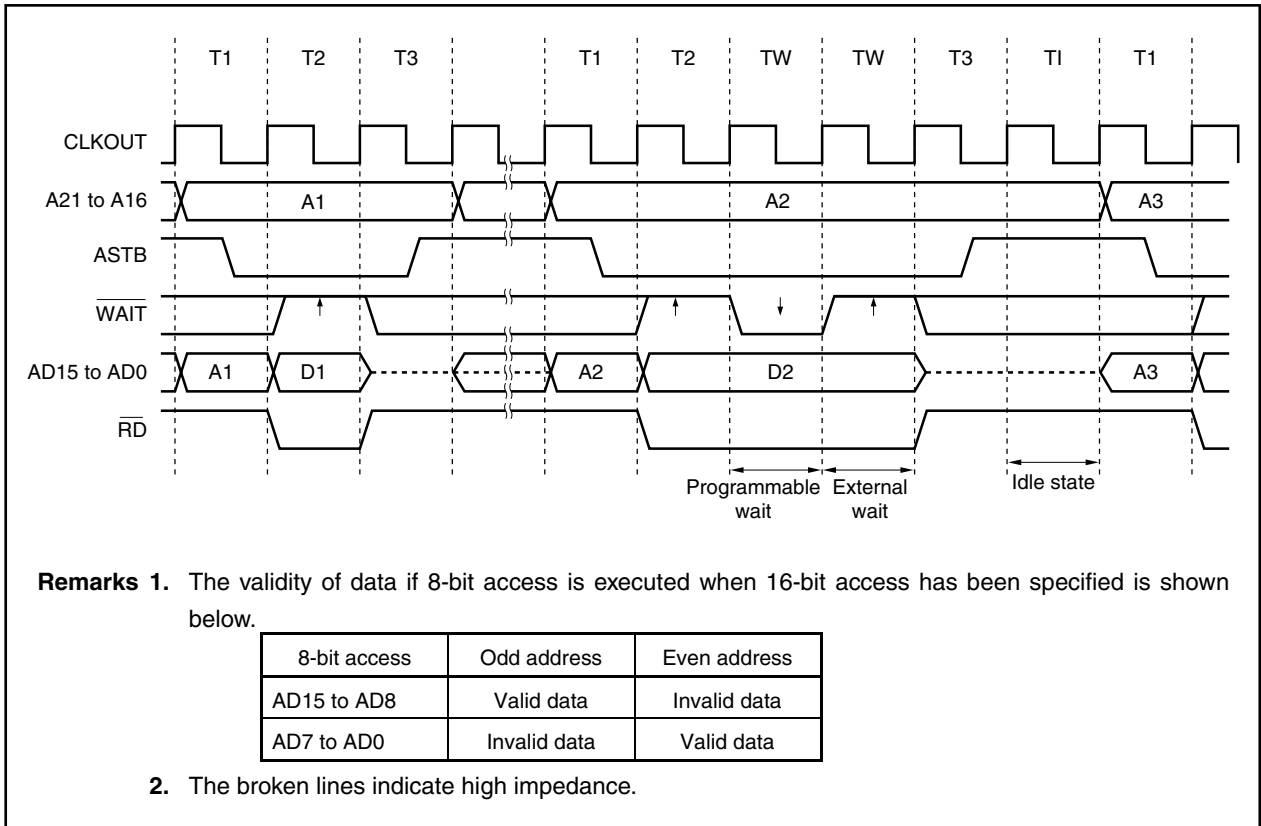 T1 T2 T3 T1 T2 TW TW T3 TI T1
CLKOUT
A21 to A16 A1 A2 A3
ASTB
WAIT
AD15 to AD0 A1 D1 A2 D2 A3
RD
Programmable wait
External wait
Idle state
Remarks 1. The validity of data if 8-bit access is executed when 16-bit access has been specified is shown
below.
8-bit access Odd address Even address
AD15 to AD8 Valid data Invalid data
AD7 to AD0 Invalid data Valid data
2. The broken lines indicate high impedance.